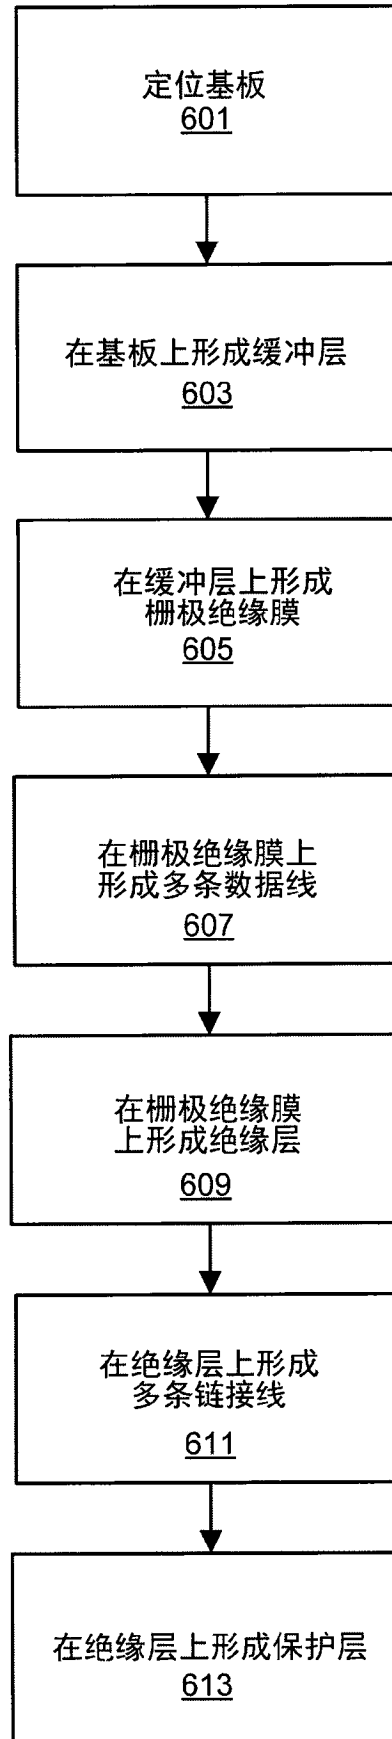 定位基板
601
在基板上形成缓冲层
603
在缓冲层上形成
栅极绝缘膜
605
在栅极绝缘膜上
形成多条数据线
607
在栅极绝缘膜
上形成绝缘层
609
在绝缘层上形成
多条链接线
611
在绝缘层上形成保护层
613